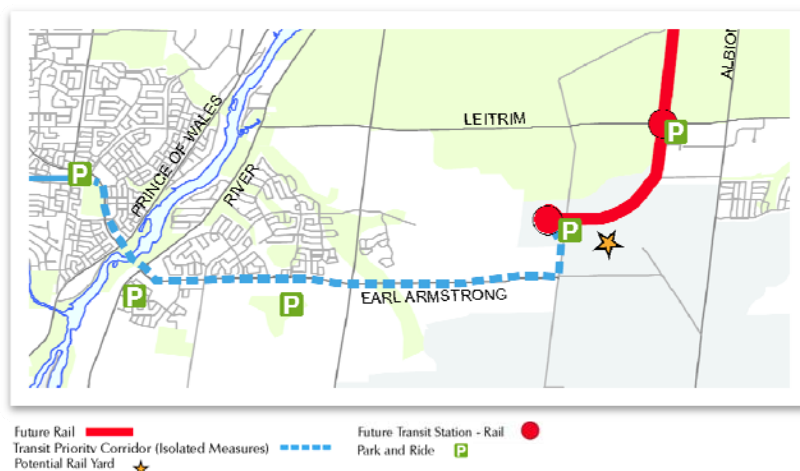 ALBION
LEITRIM
PRINCE OF WALES
RIVER
P
P
P
P
P
EARL ARMSTRONG
Future Rail
Transit Priority Corridor (Isolated Measures)
Potential Rail Yard
Future Transit Station - Rail
Park and Ride P